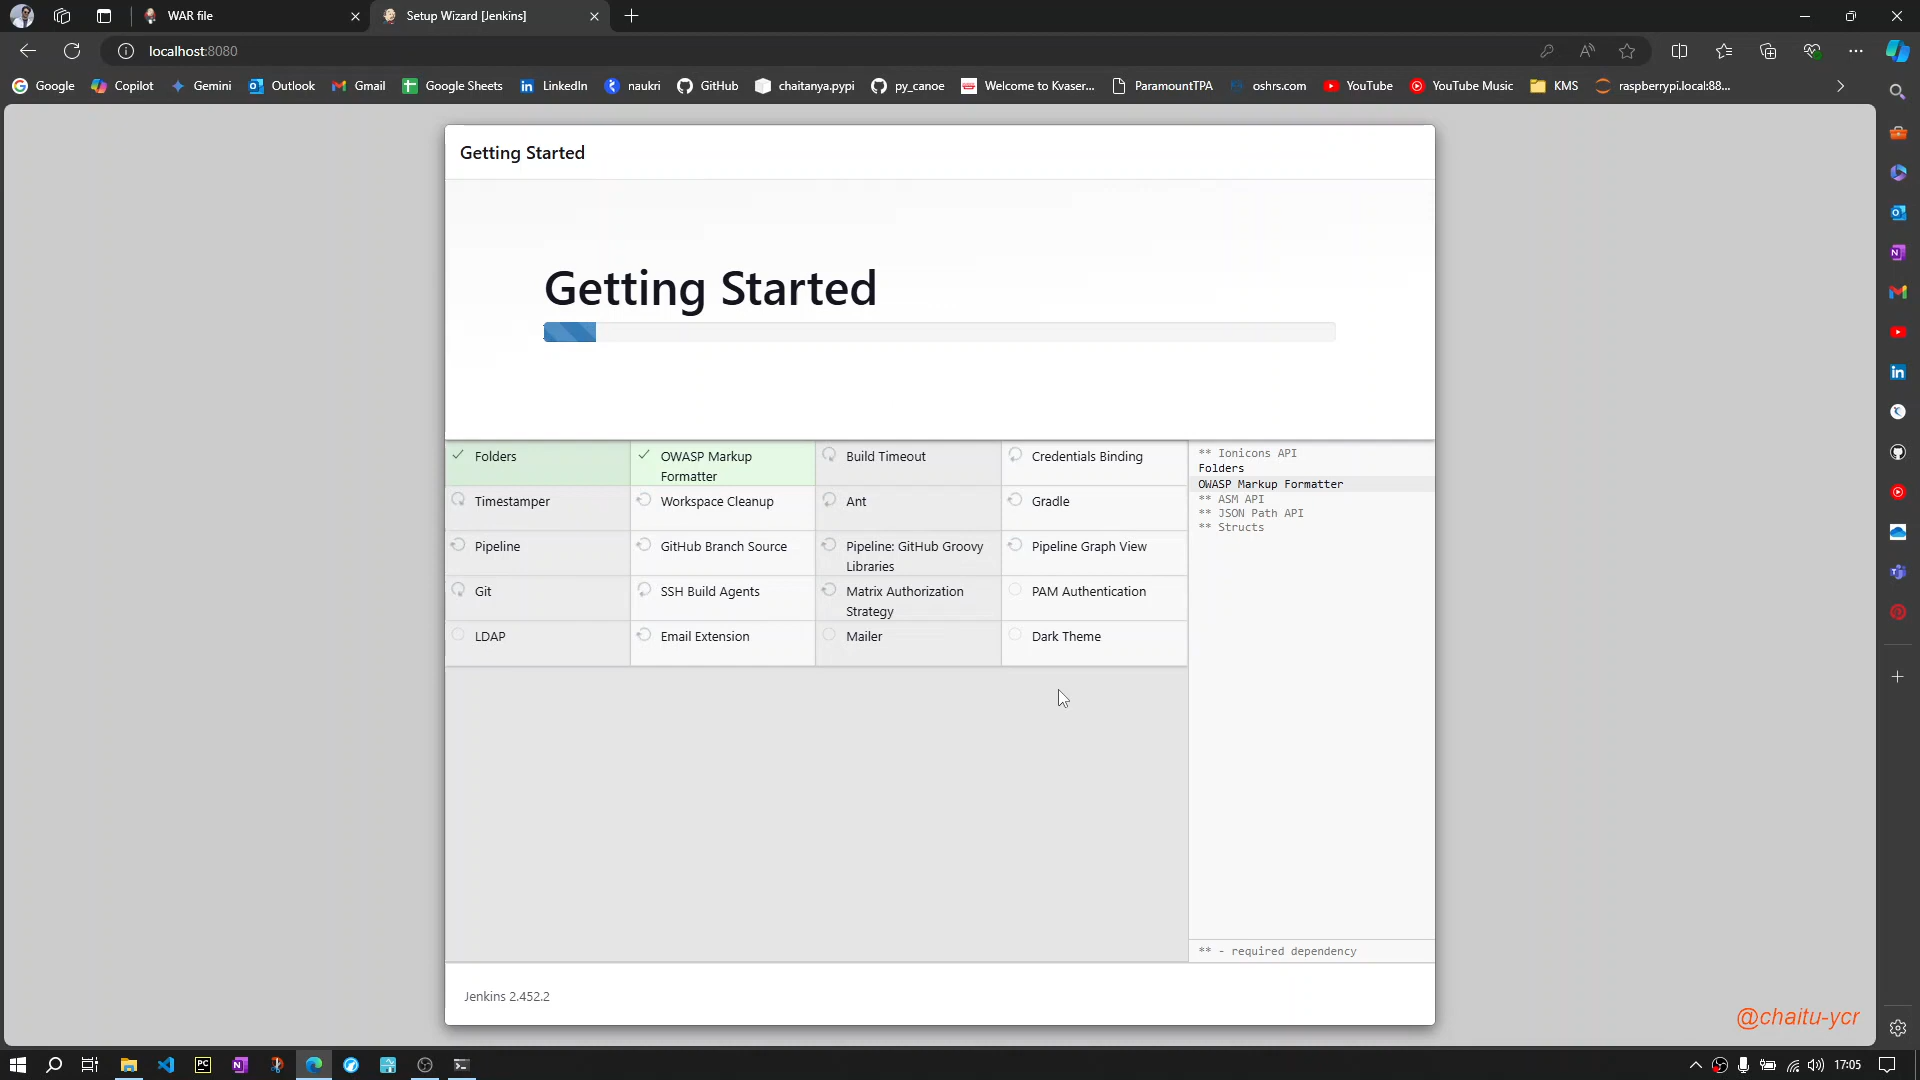 WAR file
Setup Wizard [Jenkins]
localhost:8080
Google
Copilot
Gemini
Outlook
Gmail
Google Sheets
LinkedIn
naukri
GitHub
chaitanya.pypi
py_canoe
Welcome to Kvaser...
ParamountTPA
oshrs.com
YouTube
YouTube Music
KMS
raspberrypi.local:88...
Getting Started
Getting Started
Folders
OWASP Markup
Formatter
Build Timeout
Credentials Binding
Timestamper
Workspace Cleanup
Ant
Gradle
Pipeline
GitHub Branch Source
Pipeline: GitHub Groovy
Libraries
Pipeline Graph View
Git
SSH Build Agents
Matrix Authorization
Strategy
PAM Authentication
LDAP
Email Extension
Mailer
Dark Theme
** Ionicons API
Folders
OWASP Markup Formatter
** ASM API
** JSON Path API
** Structs
** - required dependency
Jenkins 2.452.2
@chaitu-ycr
17:05